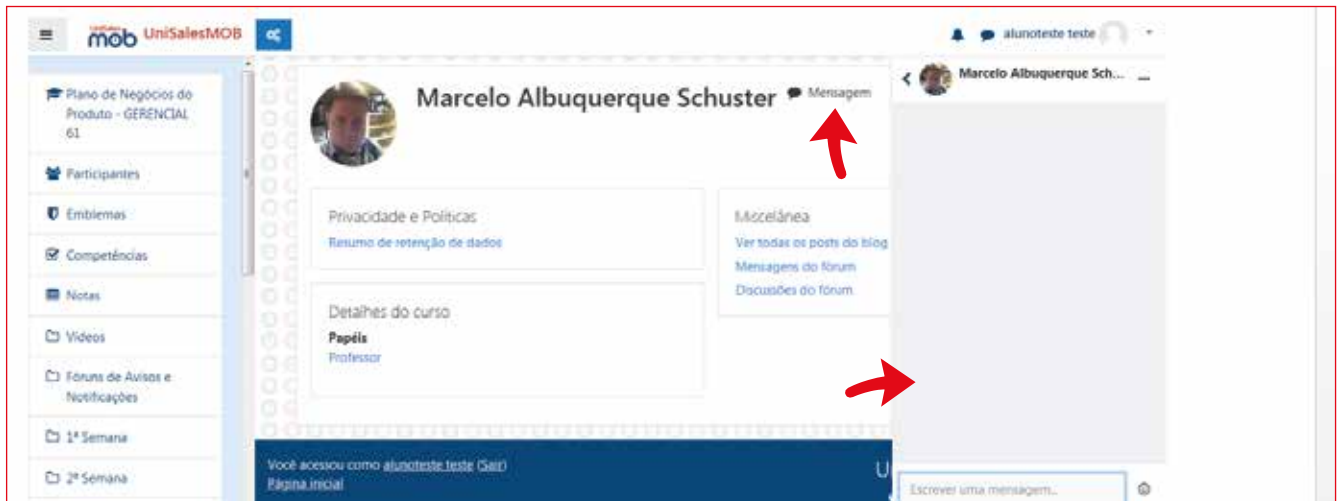 UniSales
mob UniSalesMOB
alunoteste teste
Plano de Negócios do
Produto - GERENCIAL
61
Participantes
Emblemas
Competências
Notas
Vídeos
Fóruns de Avisos e
Notificações
1ª Semana
2ª Semana
Marcelo Albuquerque Schuster
Mensagem
Privacidade e Políticas
Resumo de retenção de dados
Detalhes do curso
Papéis
Professor
Miscelânea
Ver todas os posts do blog
Mensagens do fórum
Discussões do fórum
Você acessou como alunoteste teste (Sair)
Página inicial
U
Marcelo Albuquerque Sch...
Escrever uma mensagem...